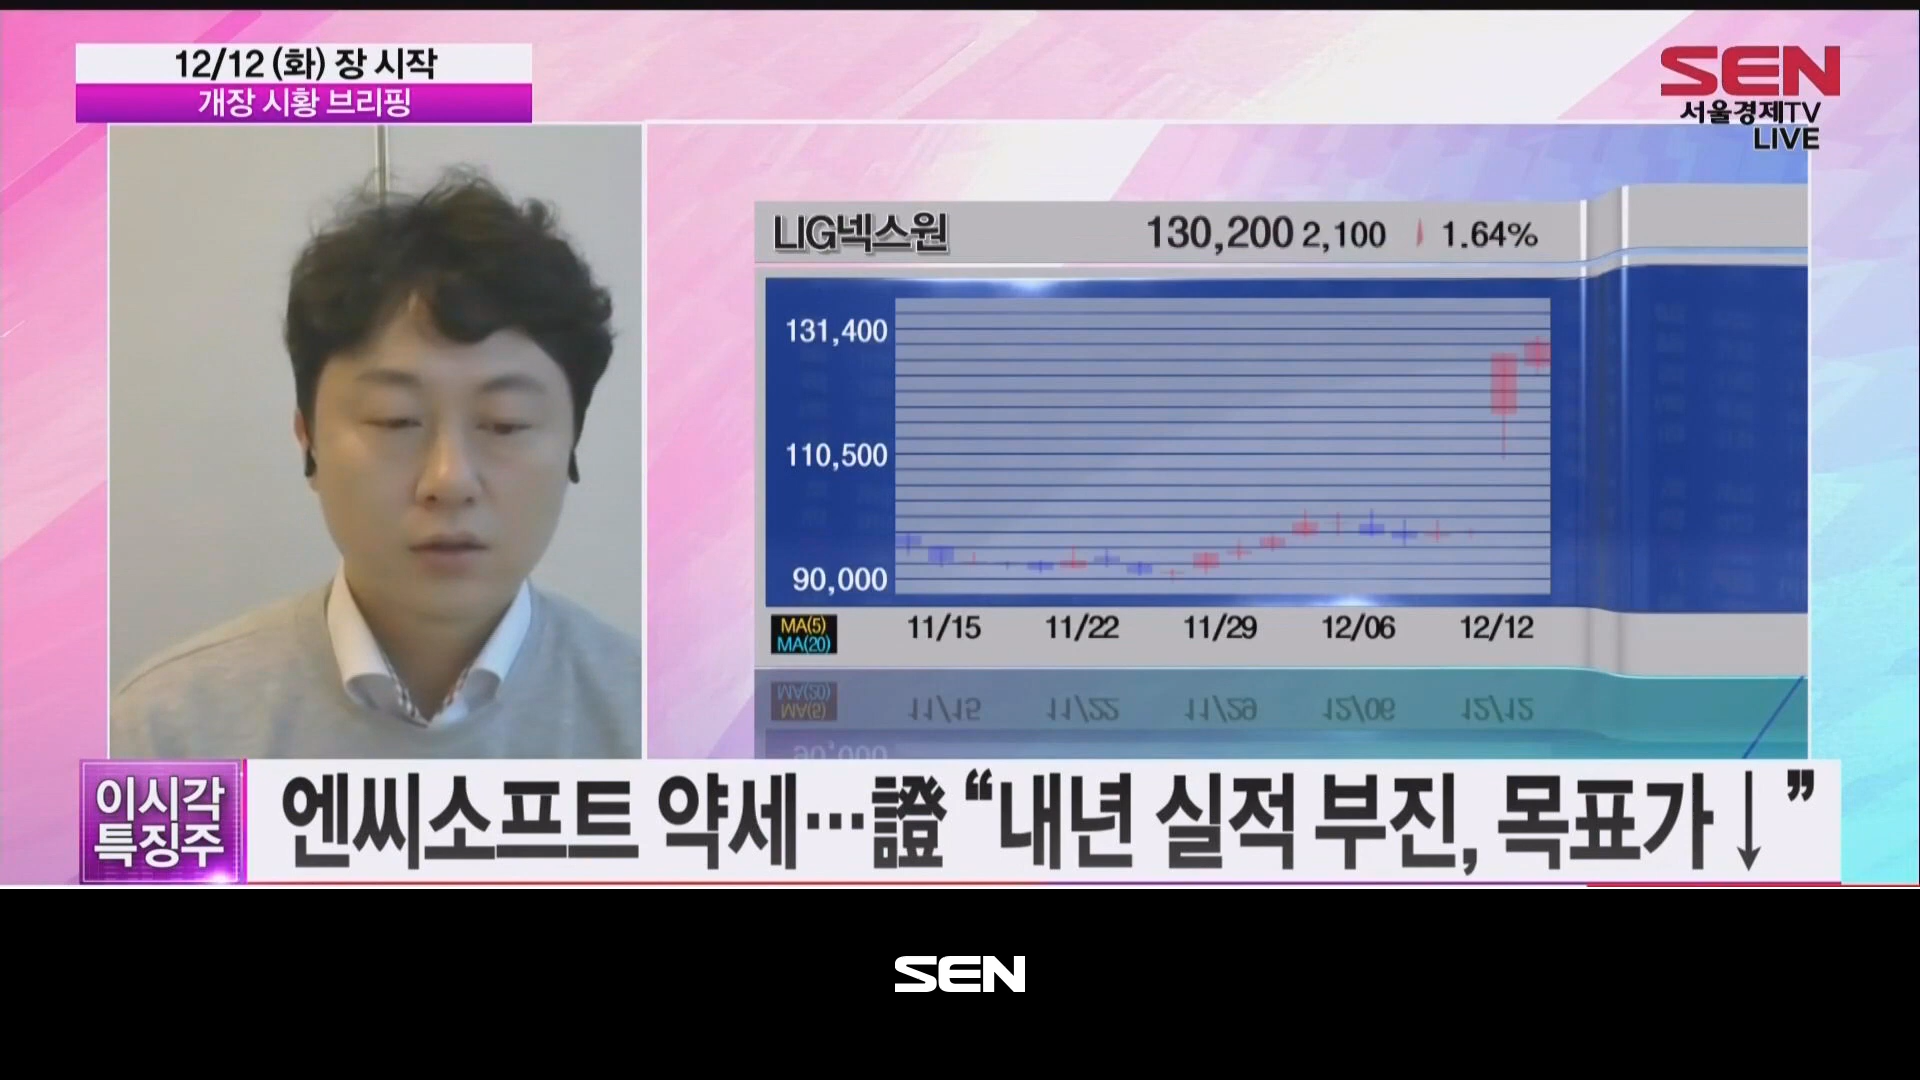 12/12 (화) 장 시작
개장 시황 브리핑
SEN
서울경제TV
LIVE
LIG넥스원 130,200 2,100 1.64%
131,400
110,500
90,000
MA(5)
MA(20)
11/15 11/22 11/29 12/06 12/12
이시각
특징주
엔씨소프트 약세…證 “내년 실적 부진, 목표가↓”
SEN